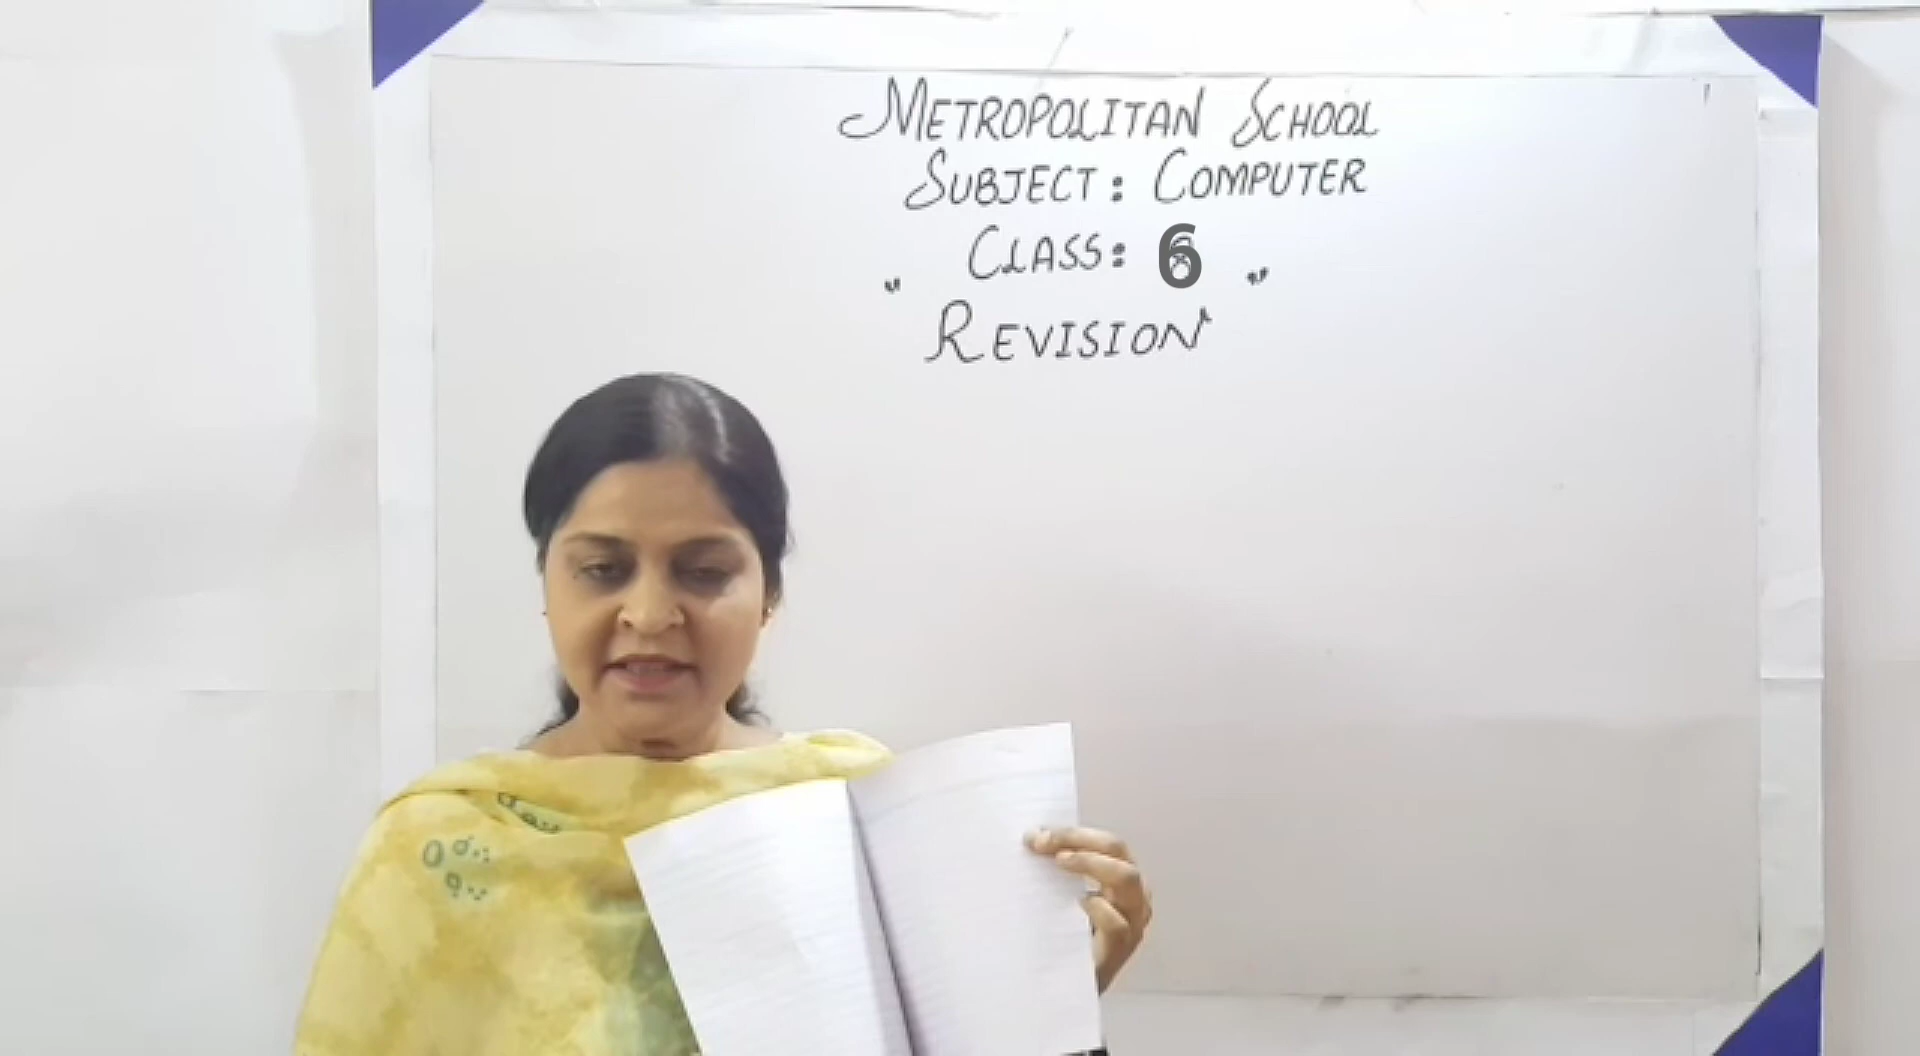 METROPOLITAN SCHOOL
SUBJECT: COMPUTER
CLASS: 6
" REVISION "